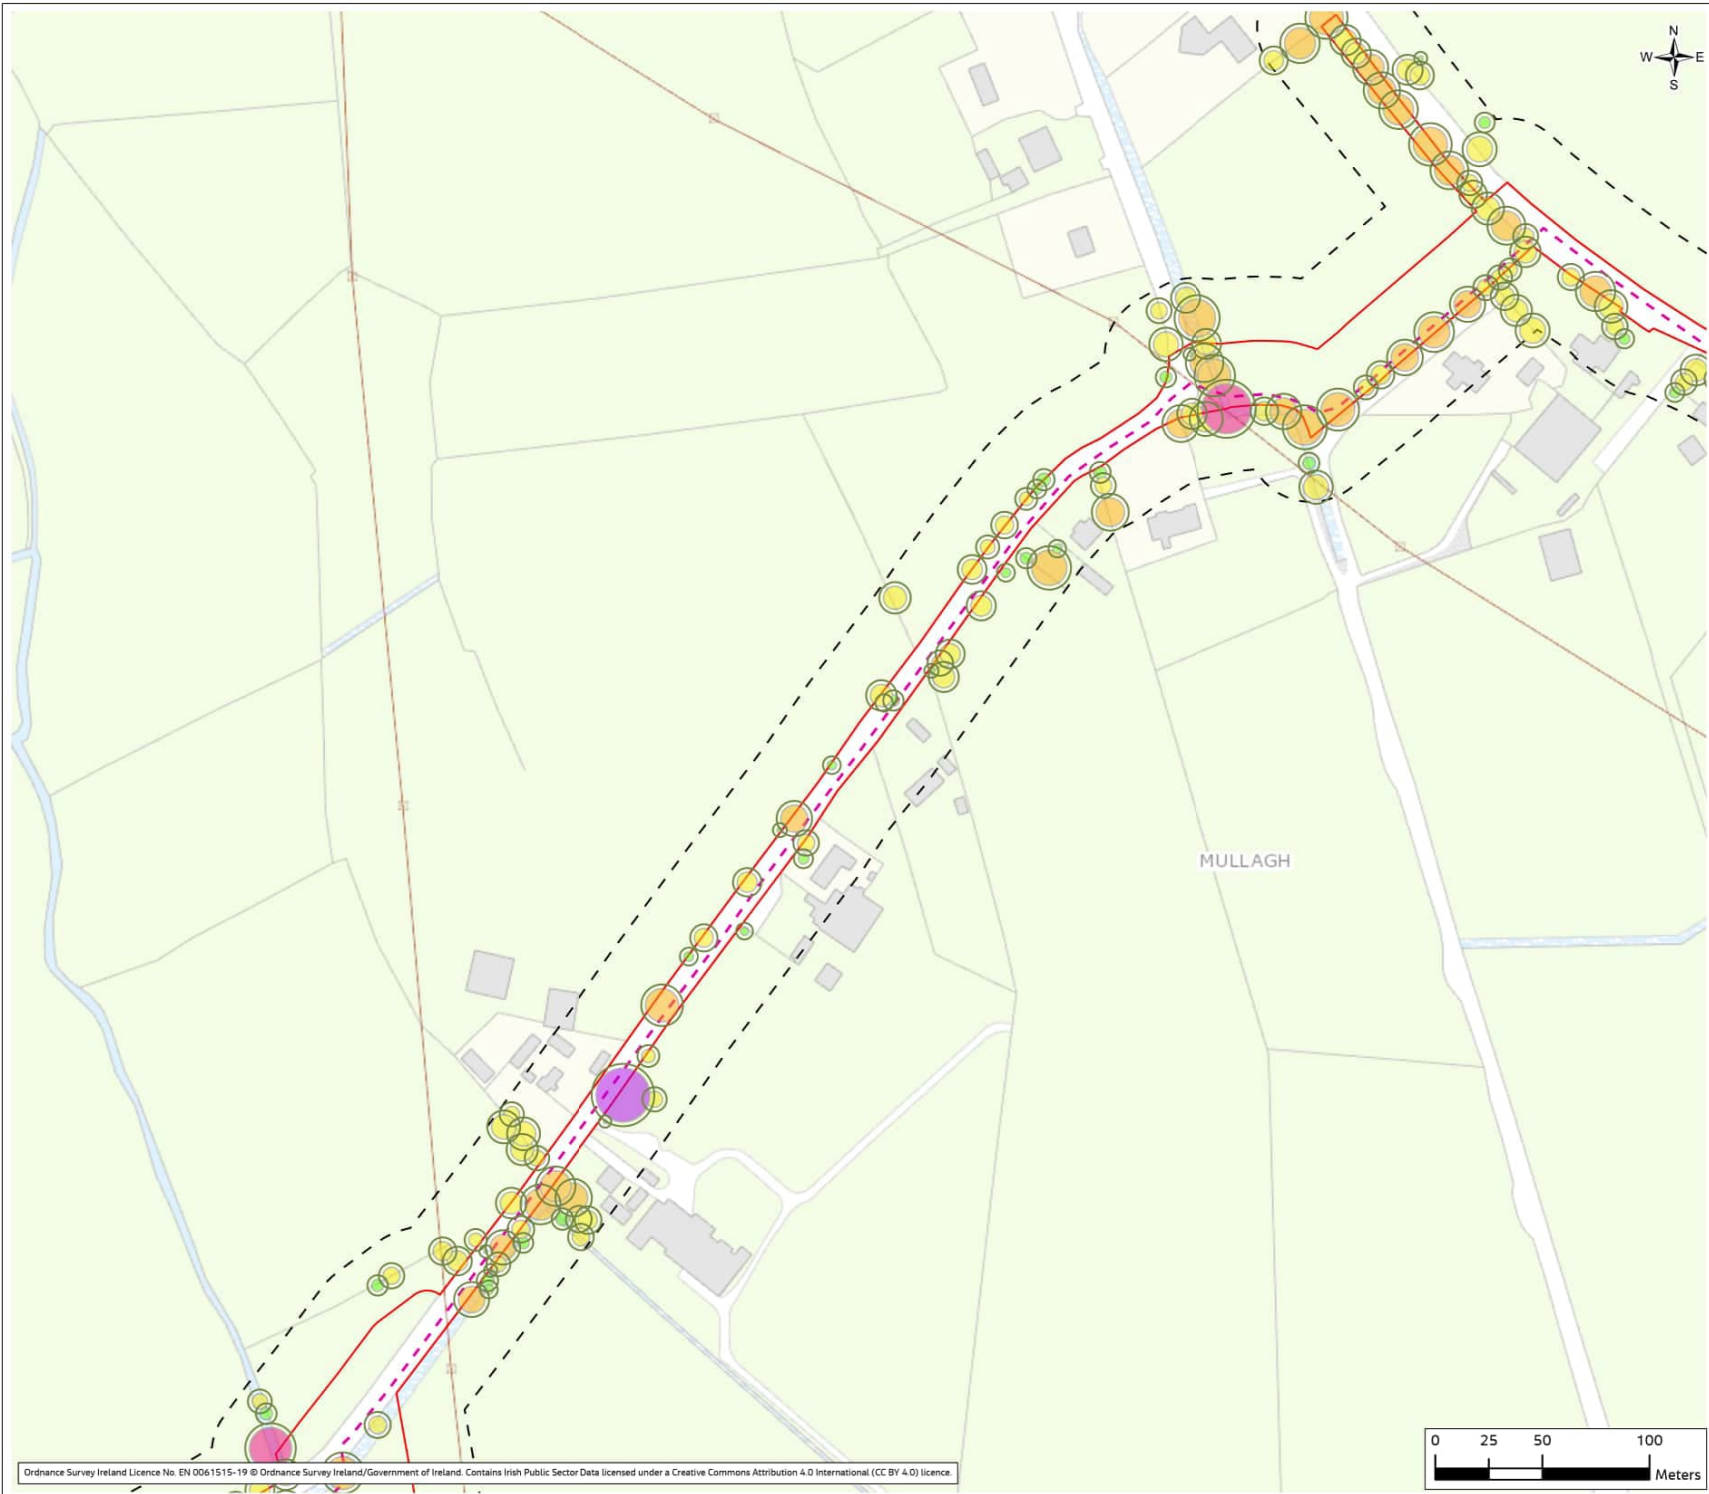 N
W E
S
MULLAGH
0 25 50 100
Meters
Ordnance Survey Ireland Licence No. EN 0061515-19 © Ordnance Survey Ireland/Government of Ireland. Contains Irish Public Sector Data licensed under a Creative Commons Attribution 4.0 International (CC BY 4.0) licence.